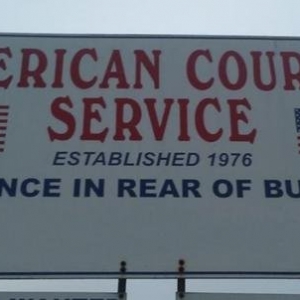 ERICAN COUR
SERVICE
ESTABLISHED 1976
NCE IN REAR OF BU